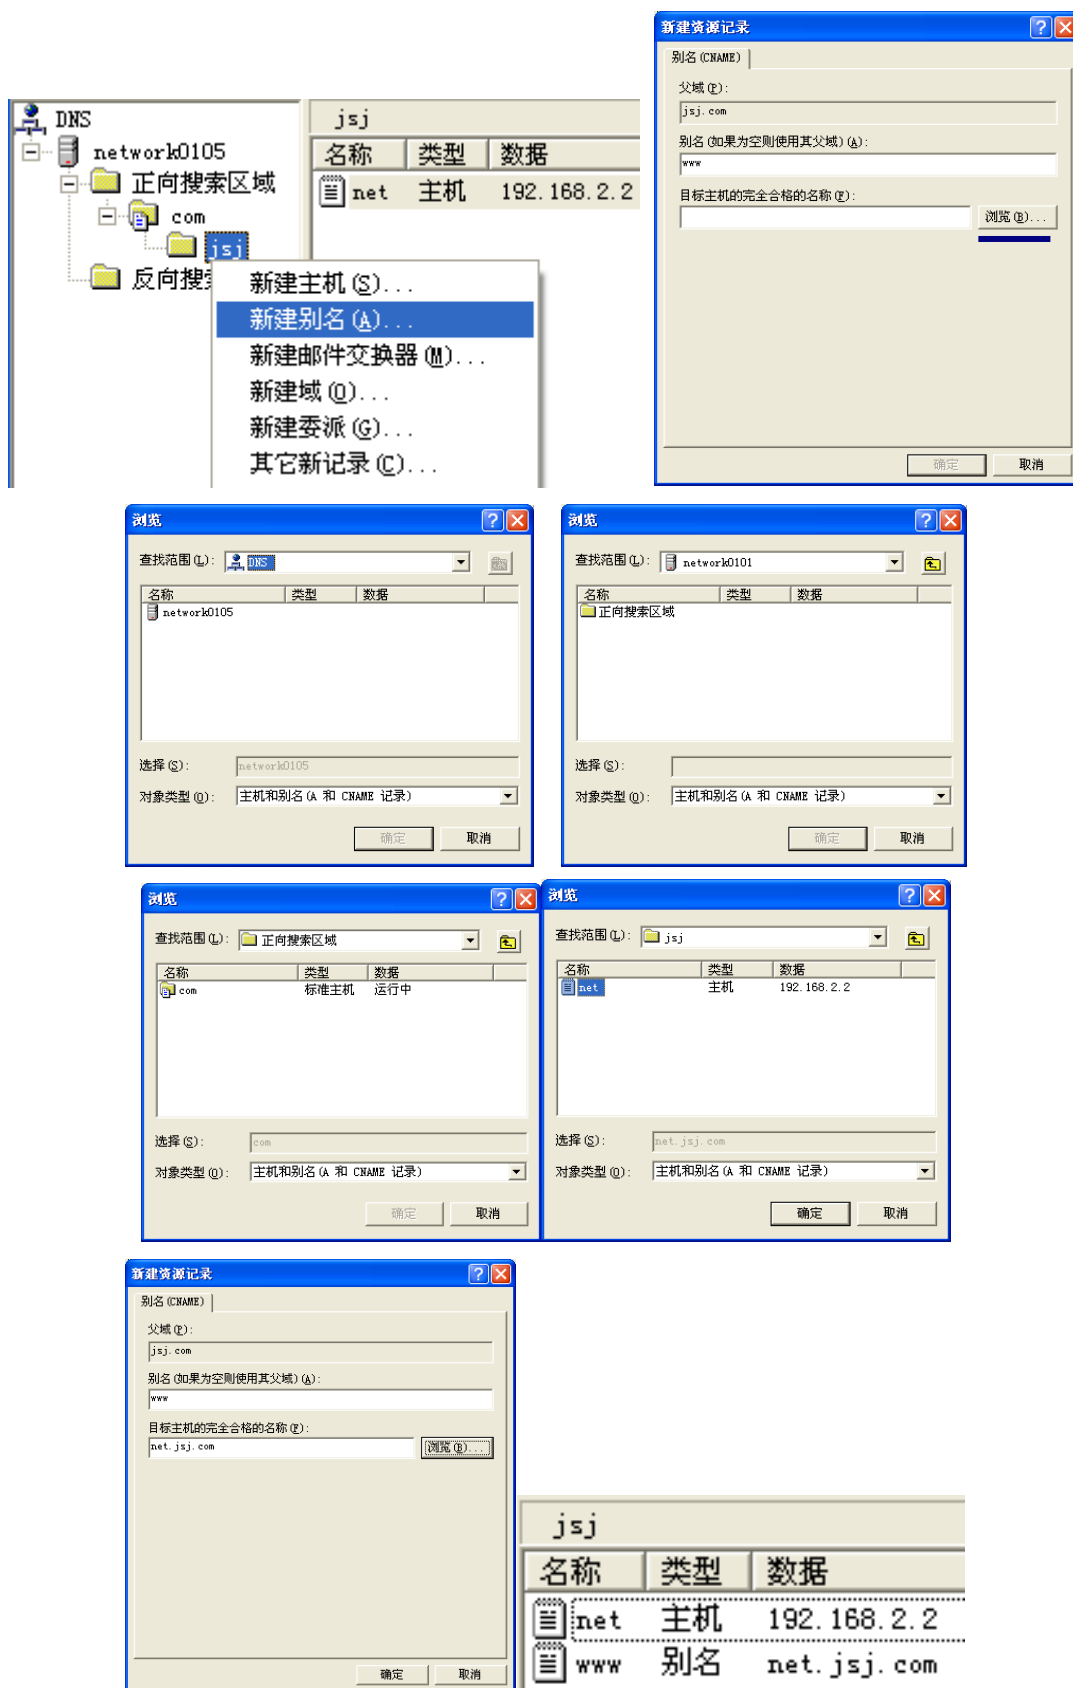 DNS
network0105
正向搜索区域
com
jsj
反向搜
新建主机(S)...
新建别名(A)...
新建邮件交换器(M)...
新建域(O)...
新建委派(G)...
其它新记录(C)...
jsj
名称 类型 数据
net 主机 192.168.2.2
新建资源记录
别名(CNAME)
父域(P):
jsj.com
别名(如果为空则使用其父域)(A):
www
目标主机的完全合格的名称(F):
浏览(B)...
确定 取消
浏览
查找范围(L): DNS
名称 类型 数据
network0105
选择(S): network0105
对象类型(O): 主机和别名(A 和 CNAME 记录)
确定 取消
浏览
查找范围(L): network0101
名称 类型 数据
正向搜索区域
选择(S):
对象类型(O): 主机和别名(A 和 CNAME 记录)
确定 取消
浏览
查找范围(L): 正向搜索区域
名称 类型 数据
com 标准主机 运行中
选择(S): com
对象类型(O): 主机和别名(A 和 CNAME 记录)
确定 取消
浏览
查找范围(L): jsj
名称 类型 数据
net 主机 192.168.2.2
选择(S): net.jsj.com
对象类型(O): 主机和别名(A 和 CNAME 记录)
确定 取消
新建资源记录
别名(CNAME)
父域(P):
jsj.com
别名(如果为空则使用其父域)(A):
www
目标主机的完全合格的名称(F):
net.jsj.com 浏览(B)...
确定 取消
jsj
名称 类型 数据
net 主机 192.168.2.2
www 别名 net.jsj.com